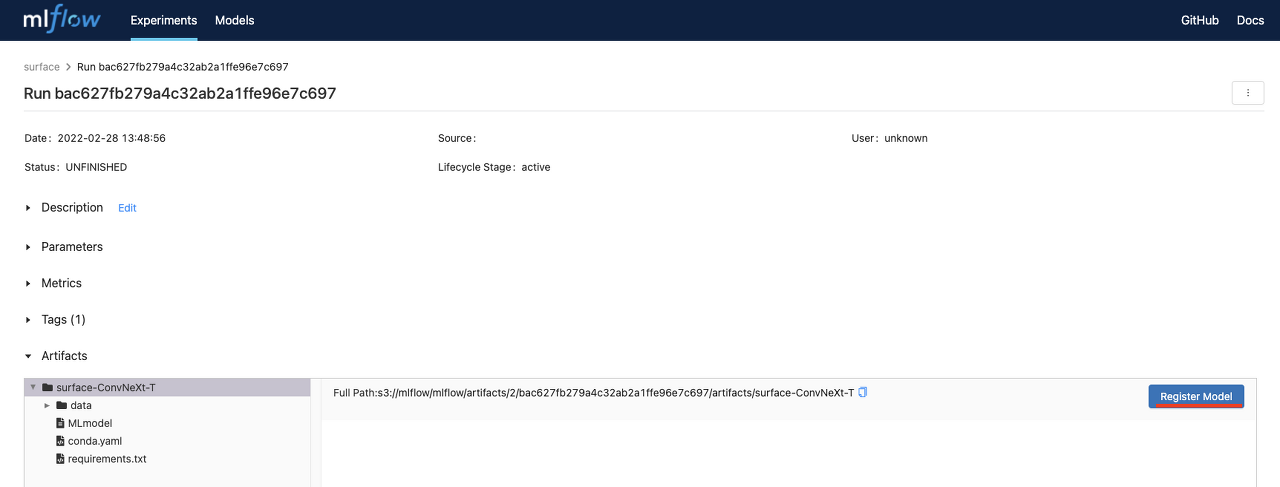 mlflow Experiments Models GitHub Docs
surface > Run bac627fb279a4c32ab2a1ffe96e7c697
Run bac627fb279a4c32ab2a1ffe96e7c697
Date: 2022-02-28 13:48:56 Source: User: unknown
Status: UNFINISHED Lifecycle Stage: active
Description Edit
Parameters
Metrics
Tags (1)
Artifacts
surface-ConvNeXt-T
data
MLmodel
conda.yaml
requirements.txt
Full Path:s3://mlflow/mlflow/artifacts/2/bac627fb279a4c32ab2a1ffe96e7c697/artifacts/surface-ConvNeXt-T
Register Model